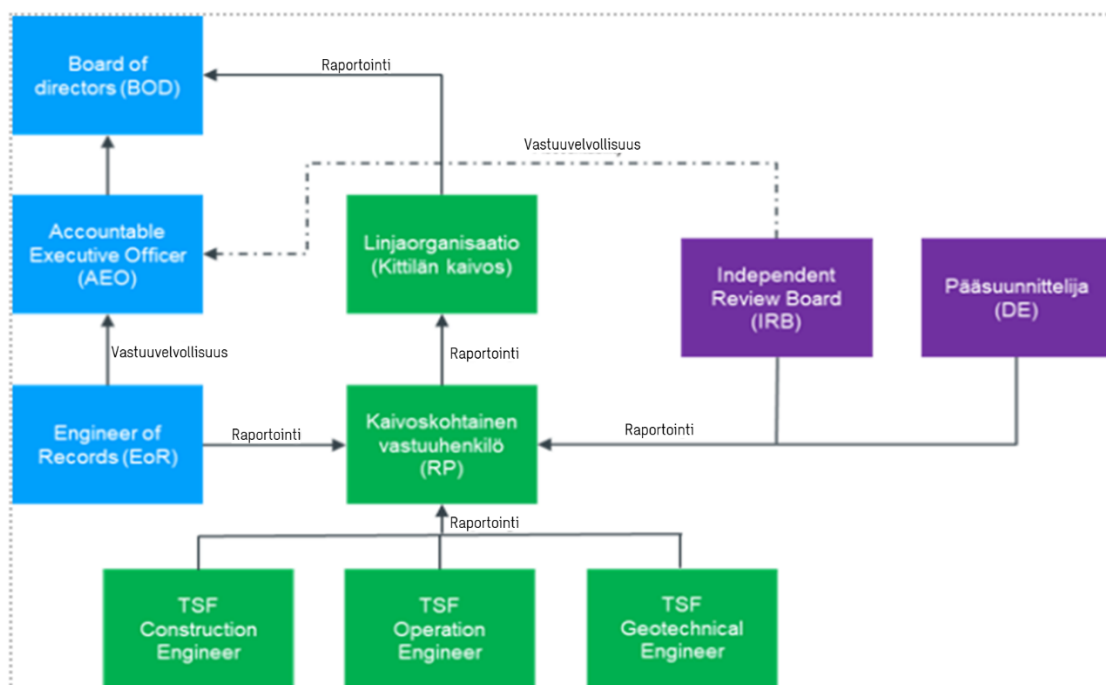 Board of
directors (BOD)
Raportointi
Vastuuvelvollisuus
Accountable
Executive Officer
(AEO)
Linjaorganisaatio
(Kittilän kaivos)
Independent
Review Board
(IRB)
Pääsuunnittelija
(DE)
Vastuuvelvollisuus
Raportointi
Engineer of
Records (EoR)
Raportointi
Kaivoskohtainen
vastuuhenkilö
(RP)
Raportointi
Raportointi
TSF
Construction
Engineer
TSF
Operation
Engineer
TSF
Geotechnical
Engineer